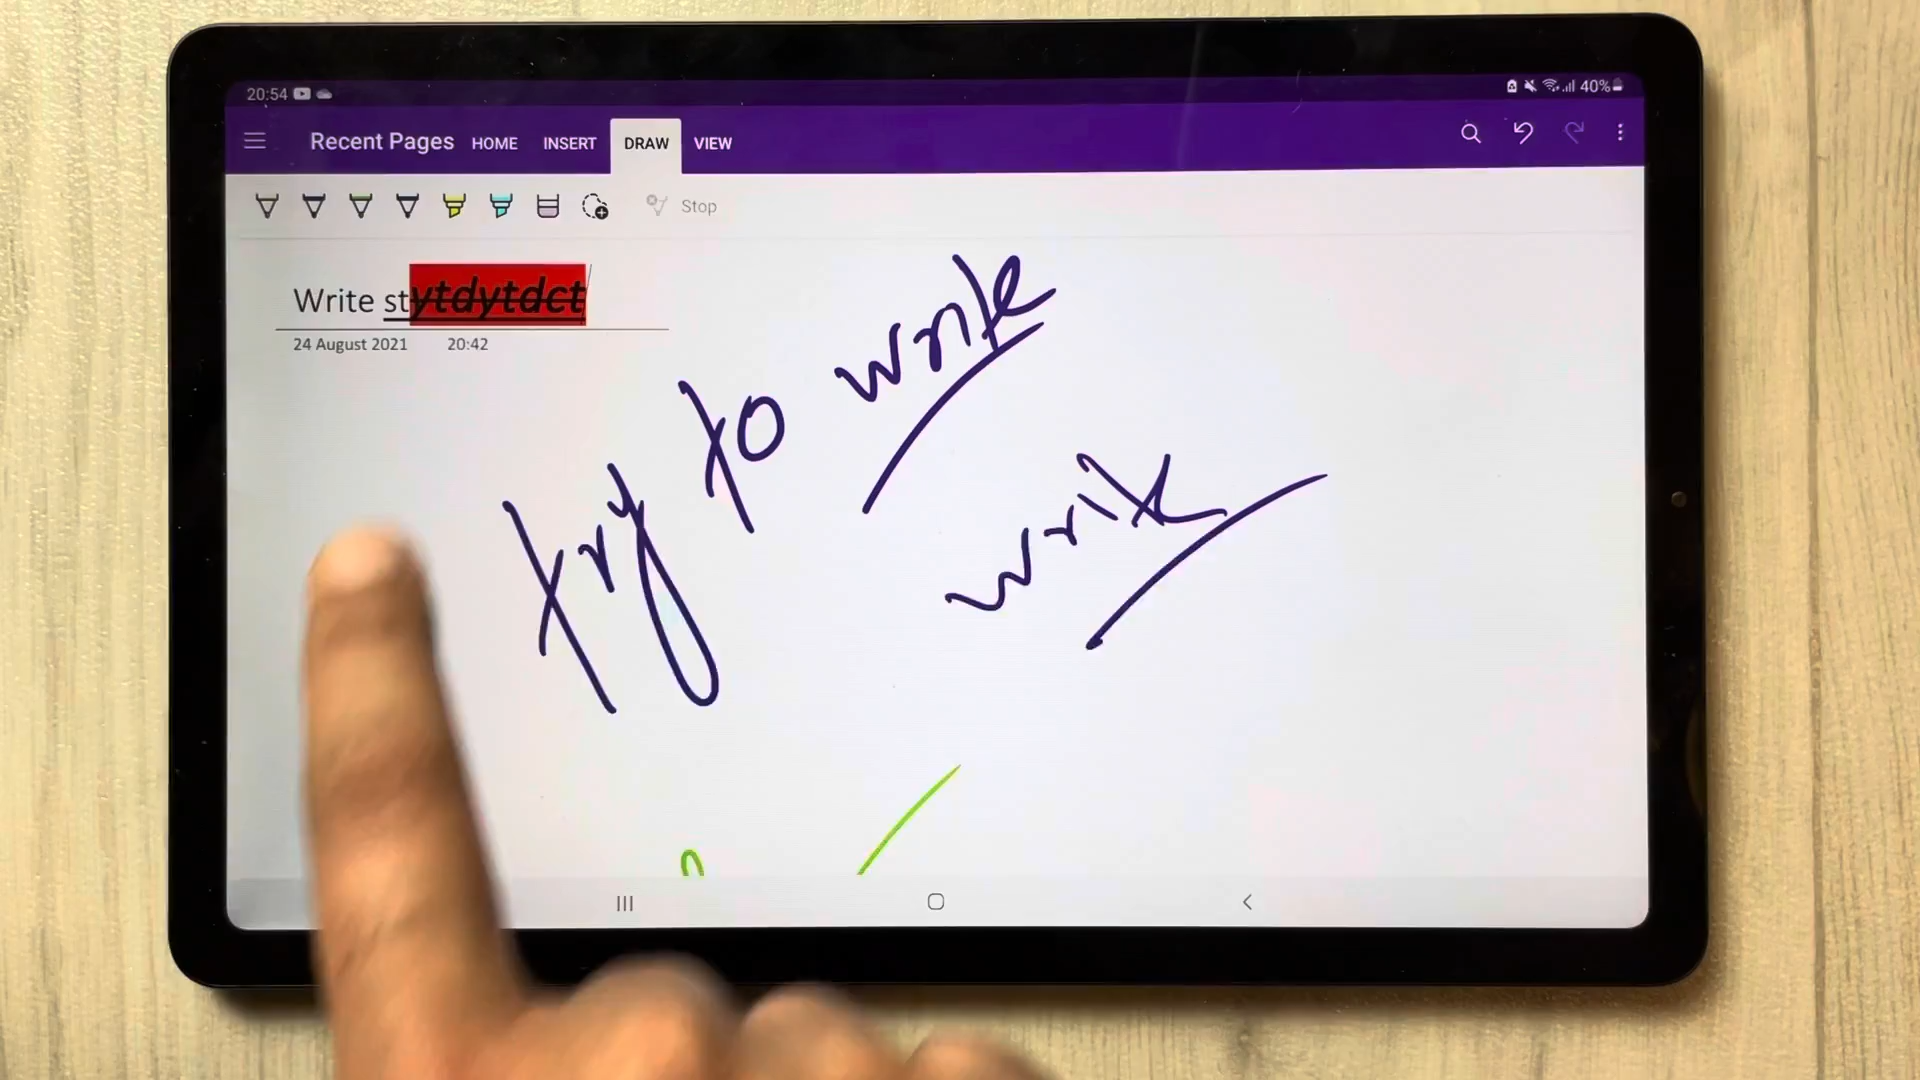 20:54 40%
Recent Pages HOME INSERT DRAW VIEW
Stop
Write stytdytdct
24 August 2021 20:42
try to write
write